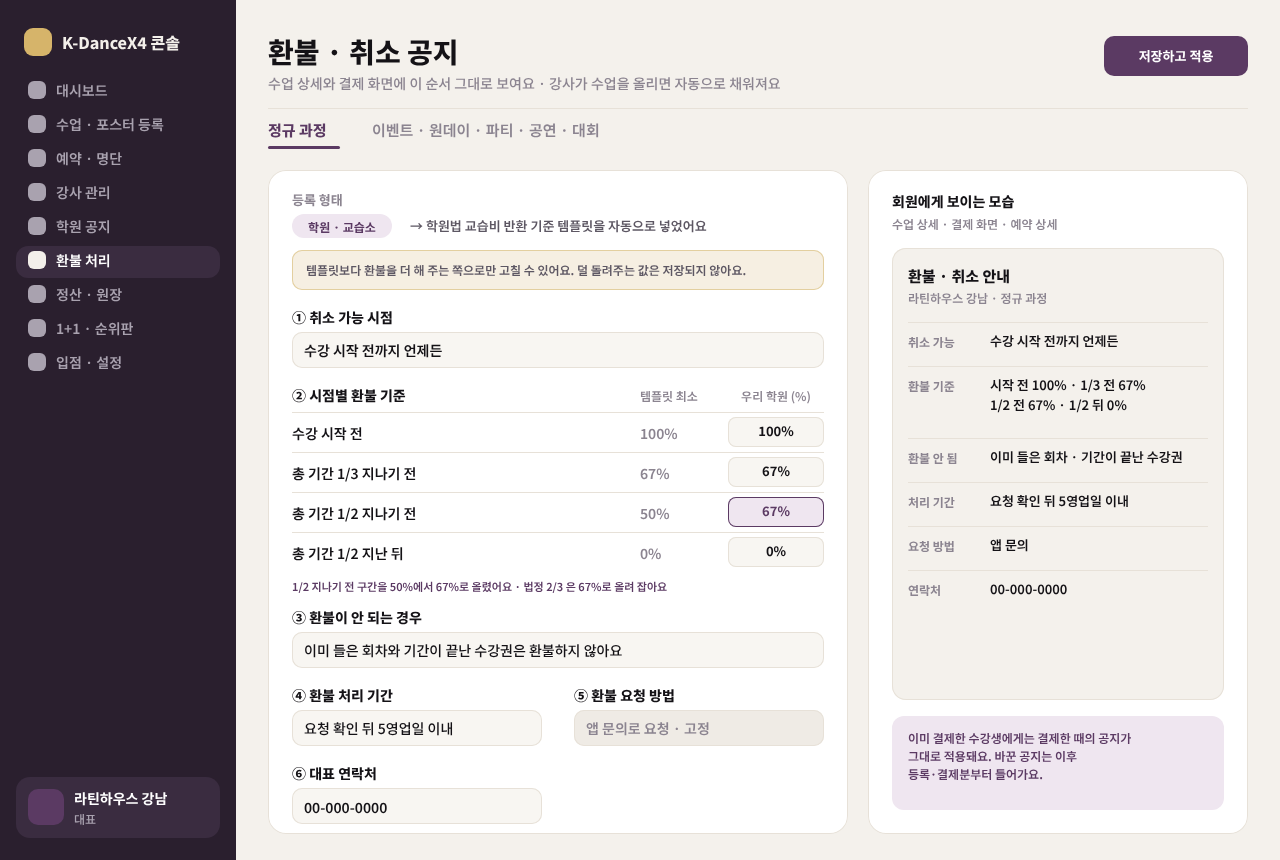 K-DanceX4 콘솔
대시보드
수업 · 포스터 등록
예약 · 명단
강사 관리
학원 공지
환불 처리
정산 · 원장
1+1 · 순위판
입점 · 설정
라틴하우스 강남
대표
환불 · 취소 공지
수업 상세와 결제 화면에 이 순서 그대로 보여요 · 강사가 수업을 올리면 자동으로 채워져요
저장하고 적용
정규 과정
이벤트 · 원데이 · 파티 · 공연 · 대회
등록 형태
학원 · 교습소
→ 학원법 교습비 반환 기준 템플릿을 자동으로 넣었어요
템플릿보다 환불을 더 해 주는 쪽으로만 고칠 수 있어요. 덜 돌려주는 값은 저장되지 않아요.
① 취소 가능 시점
수강 시작 전까지 언제든
② 시점별 환불 기준 템플릿 최소 우리 학원 (%)
수강 시작 전 100% 100%
총 기간 1/3 지나기 전 67% 67%
총 기간 1/2 지나기 전 50% 67%
총 기간 1/2 지난 뒤 0% 0%
1/2 지나기 전 구간을 50%에서 67%로 올렸어요 · 법정 2/3 은 67%로 올려 잡아요
③ 환불이 안 되는 경우
이미 들은 회차와 기간이 끝난 수강권은 환불하지 않아요
④ 환불 처리 기간
요청 확인 뒤 5영업일 이내
⑤ 환불 요청 방법
앱 문의로 요청 · 고정
⑥ 대표 연락처
00-000-0000
회원에게 보이는 모습
수업 상세 · 결제 화면 · 예약 상세
환불 · 취소 안내
라틴하우스 강남 · 정규 과정
취소 가능 수강 시작 전까지 언제든
환불 기준 시작 전 100% · 1/3 전 67%
1/2 전 67% · 1/2 뒤 0%
환불 안 됨 이미 들은 회차 · 기간이 끝난 수강권
처리 기간 요청 확인 뒤 5영업일 이내
요청 방법 앱 문의
연락처 00-000-0000
이미 결제한 수강생에게는 결제한 때의 공지가
그대로 적용돼요. 바꾼 공지는 이후
등록·결제분부터 들어가요.